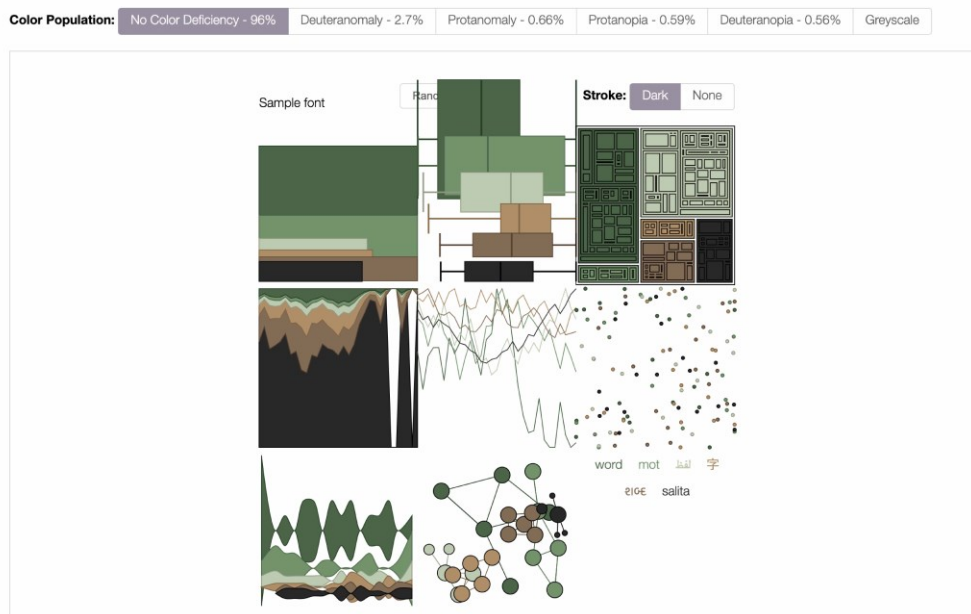 Color Population: No Color Deficiency - 96% Deuteranomaly - 2.7% Protanomaly - 0.66% Protanopia - 0.59% Deuteranopia - 0.56% Greyscale
Sample font
Stroke: Dark None
word mot 字
salita